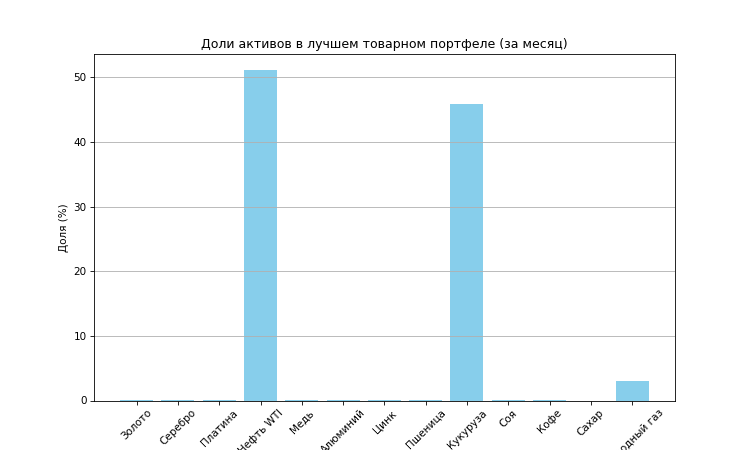 Доли активов в лучшем товарном портфеле (за месяц)
Доля (%)
50
40
30
20
10
0
Золото
Серебро
Платина
Нефть WTI
Медь
Алюминий
Цинк
Пшеница
Кукуруза
Соя
Кофе
Сахар
одный газ